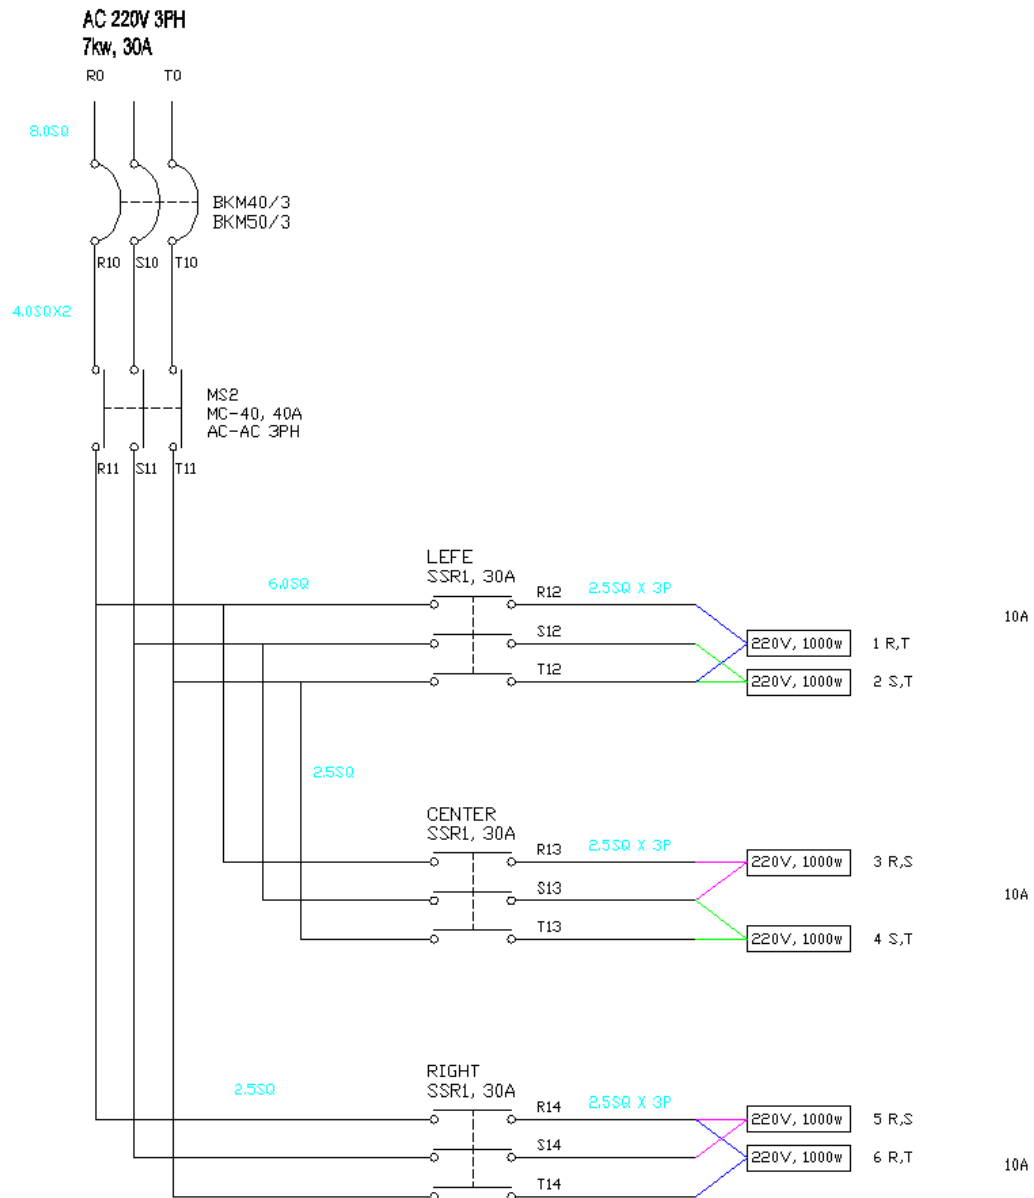 AC 220V 3PH
7kw, 30A
R0 T0
8.0SQ
BKM40/3
BKM50/3
R10 S10 T10
4.0SQX2
MS2
MC-40, 40A
AC-AC 3PH
R11 S11 T11
LEFE
SSR1, 30A
6.0SQ
R12 2.5SQ X 3P
10A
S12
220V, 1000w 1 R,T
T12
220V, 1000w 2 S,T
2.5SQ
CENTER
SSR1, 30A
R13 2.5SQ X 3P
220V, 1000w 3 R,S
S13
10A
T13
220V, 1000w 4 S,T
RIGHT
SSR1, 30A
2.5SQ
R14 2.5SQ X 3P
220V, 1000w 5 R,S
S14
220V, 1000w 6 R,T
10A
T14